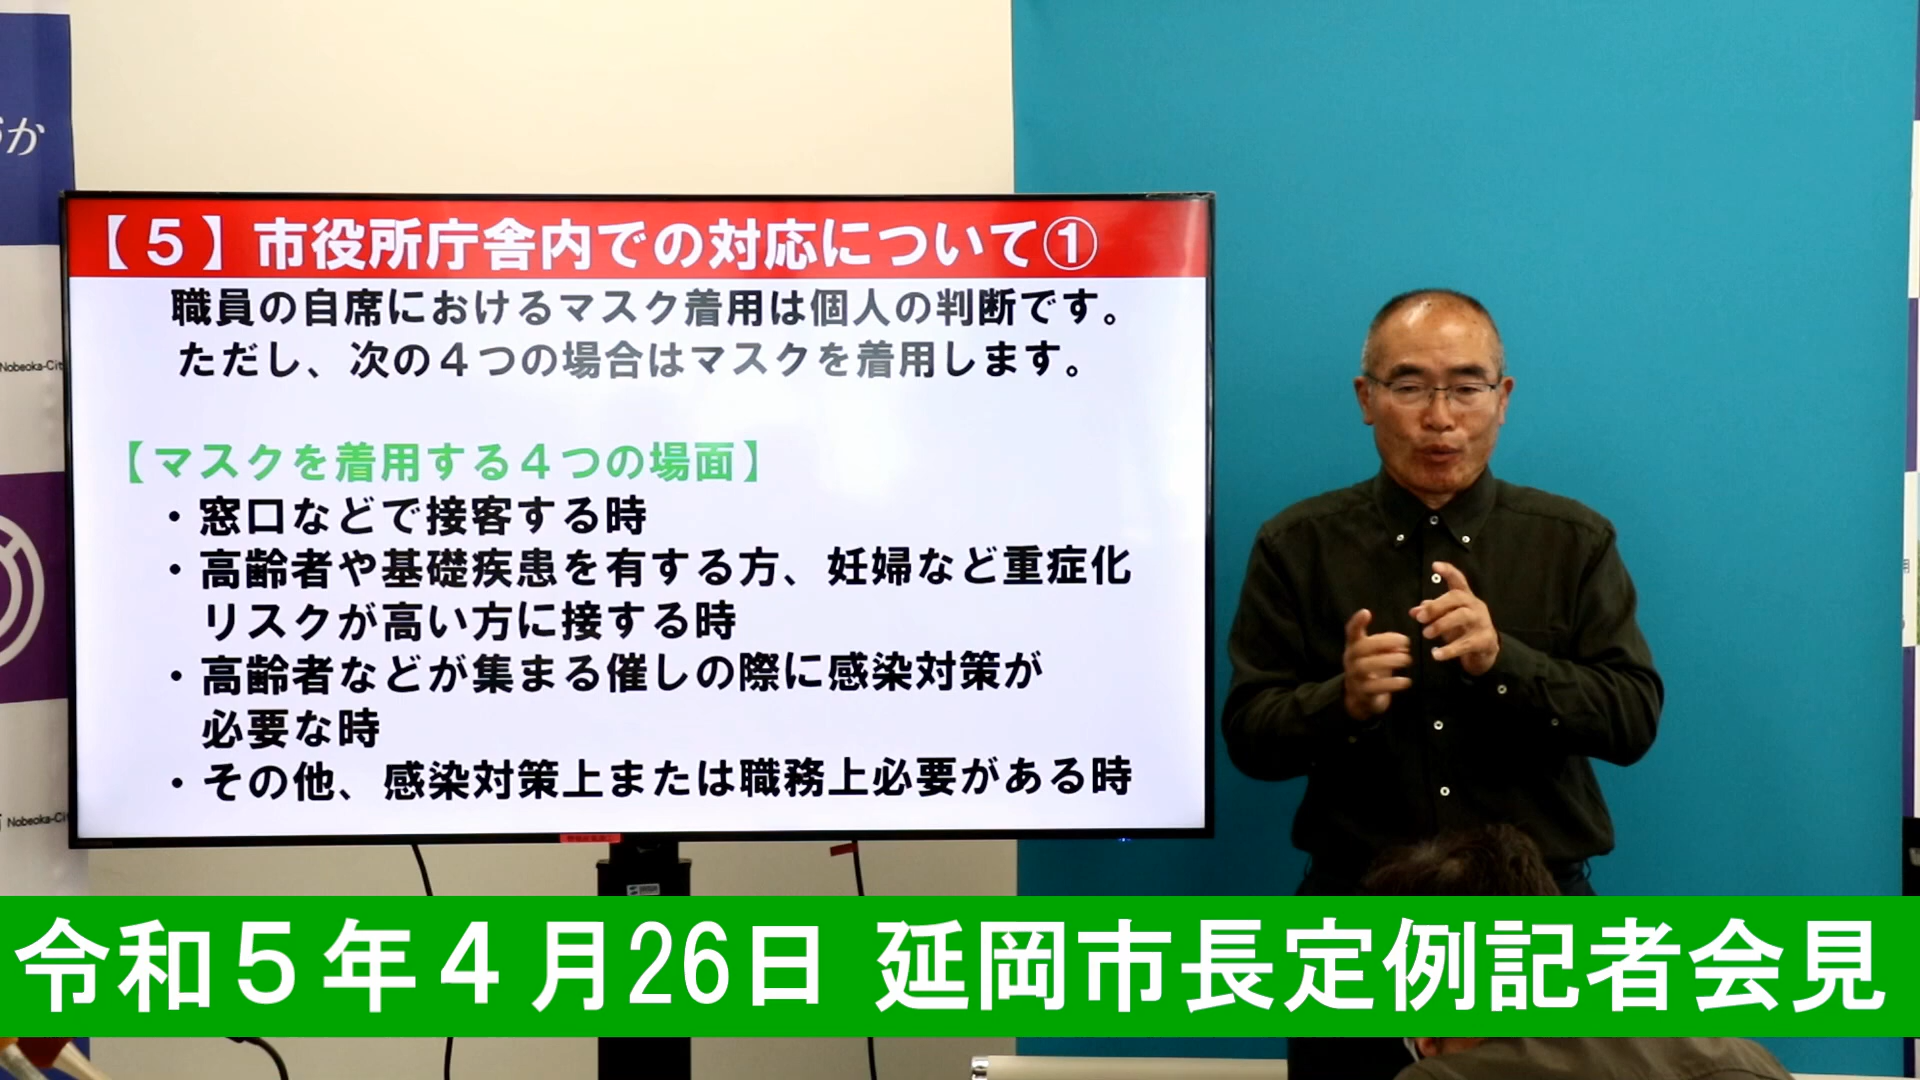 うか
【５】市役所庁舎内での対応について①
職員の自席におけるマスク着用は個人の判断です。
ただし、次の４つの場合はマスクを着用します。
【マスクを着用する４つの場面】
・窓口などで接客する時
・高齢者や基礎疾患を有する方、妊婦など重症化
リスクが高い方に接する時
・高齢者などが集まる催しの際に感染対策が
必要な時
・その他、感染対策上または職務上必要がある時
Nobeoka-Cit
Nobeoka-Ci
令和５年４月26日 延岡市長定例記者会見